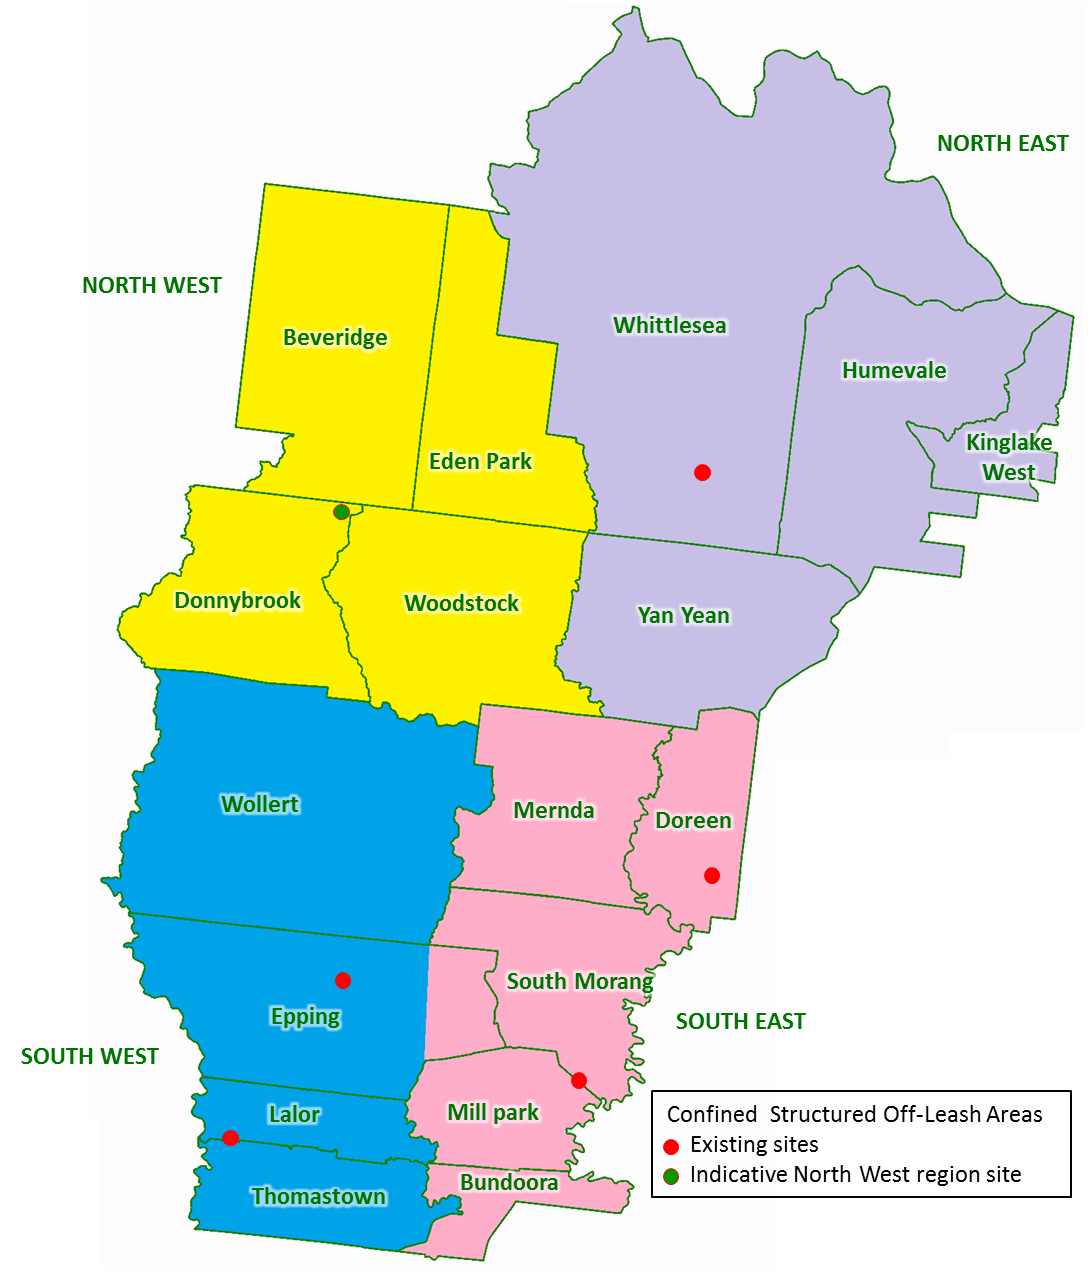 NORTH EAST
NORTH WEST
Whittlesea
Beveridge
Humevale
Kinglake
West
Eden Park
Donnybrook
Woodstock
Yan Yean
Wollert
Mernda
Doreen
South Morang
Epping
SOUTH EAST
SOUTH WEST
Lalor
Mill park
Thomastown
Bundoora
Confined Structured Off-Leash Areas
Existing sites
Indicative North West region site